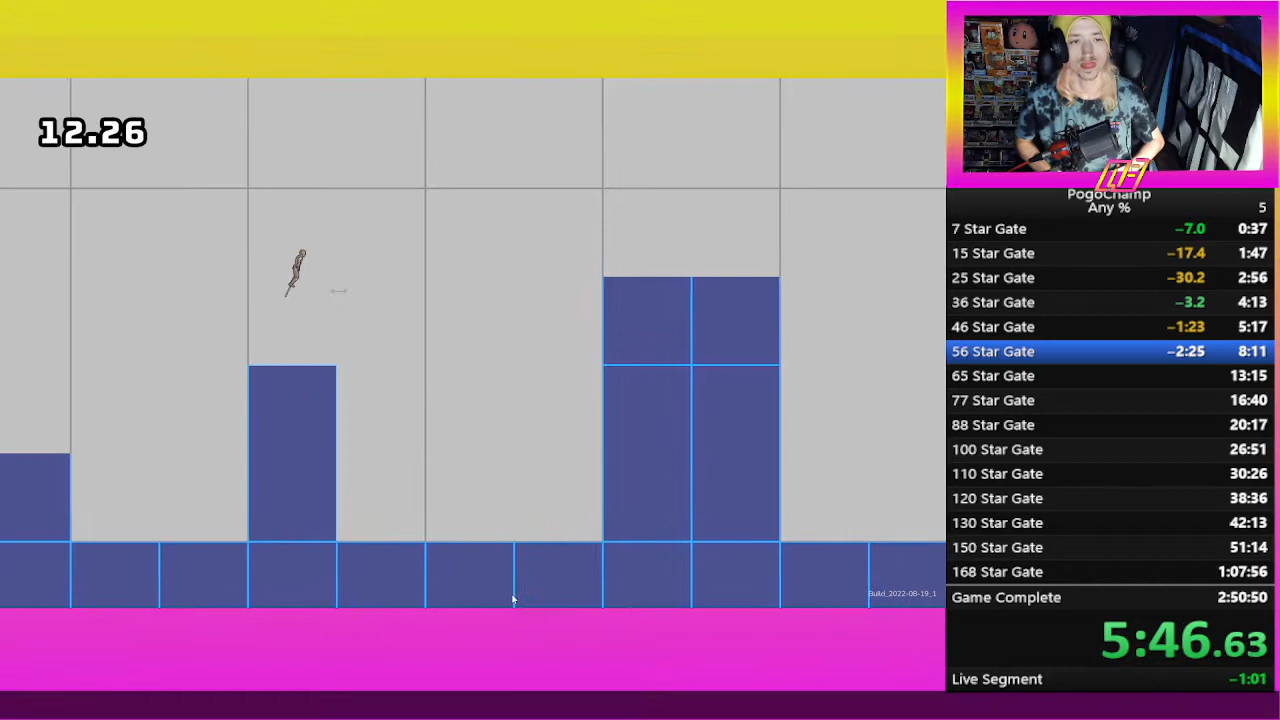 12.26
PogoChamp
Any % 5
7 Star Gate −7.0 0:37
15 Star Gate −17.4 1:47
25 Star Gate −30.2 2:56
36 Star Gate −3.2 4:13
46 Star Gate −1:23 5:17
56 Star Gate −2:25 8:11
65 Star Gate 13:15
77 Star Gate 16:40
88 Star Gate 20:17
100 Star Gate 26:51
110 Star Gate 30:26
120 Star Gate 38:36
130 Star Gate 42:13
150 Star Gate 51:14
168 Star Gate 1:07:56
Game Complete 2:50:50
5:46.63
Live Segment −1:01
Build_2022-08-19_1